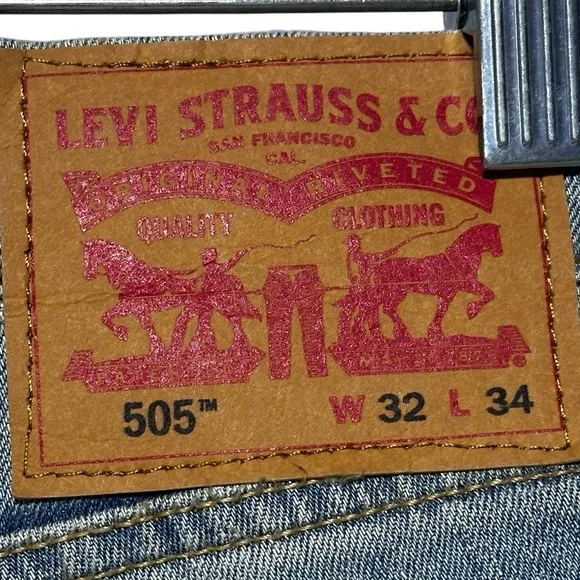 LEVI STRAUSS & CO
SAN FRANCISCO
CAL.
ORIGINAL RIVETED
QUALITY CLOTHING
505™ W 32 L 34